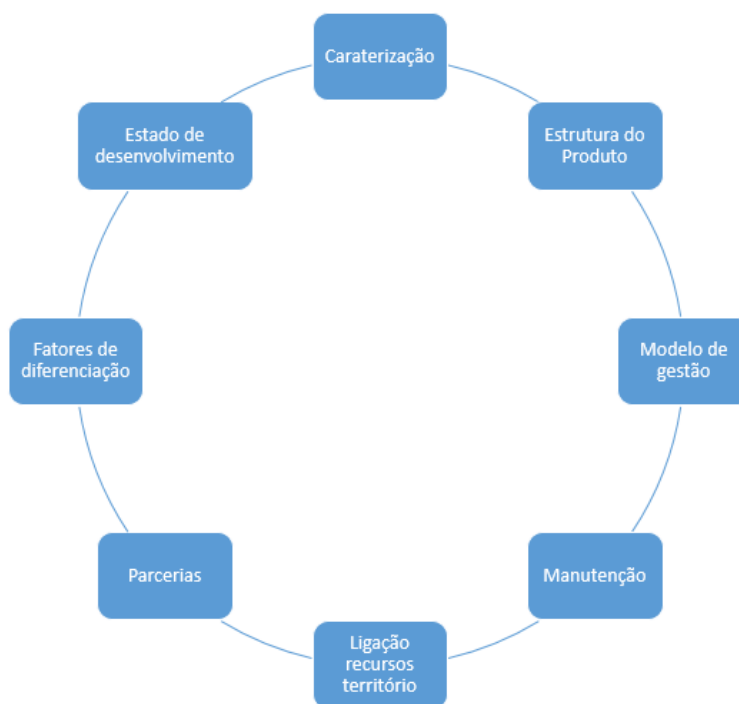 Caraterização
Estrutura do
Produto
Modelo de
gestão
Manutenção
Ligação
recursos
território
Parcerias
Fatores de
diferenciação
Estado de
desenvolvimento